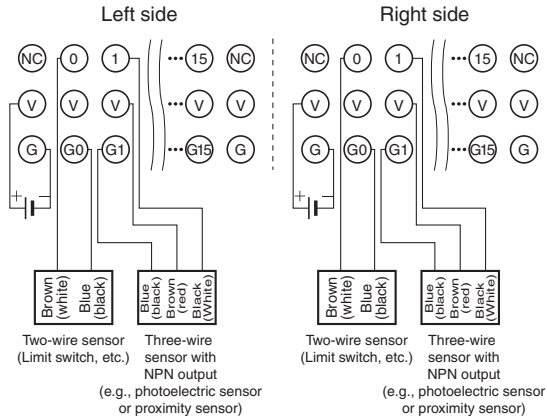 Left side
Right side
NC 0 1 ••• 15 NC
NC 0 1 ••• 15 NC
V V V ••• V V
V V V ••• V V
G G0 G1 ••• G15 G
G G0 G1 ••• G15 G
+ −
+ −
Brown (white)
Blue (black)
Blue (black)
Brown (red)
Black (White)
Brown (white)
Blue (black)
Blue (black)
Brown (red)
Black (White)
Two-wire sensor
(Limit switch, etc.)
Three-wire
sensor with
NPN output
(e.g., photoelectric sensor
or proximity sensor)
Two-wire sensor
(Limit switch, etc.)
Three-wire
sensor with
NPN output
(e.g., photoelectric sensor
or proximity sensor)